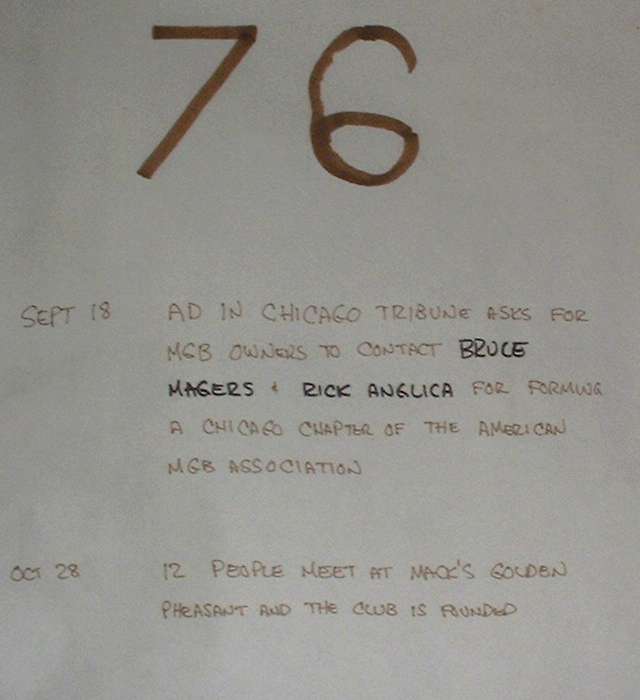 76
SEPT 18 AD IN CHICAGO TRIBUNE ASKS FOR
MGB OWNERS TO CONTACT BRUCE
MAGERS & RICK ANGLICA FOR FORMING
A CHICAGO CHAPTER OF THE AMERICAN
MGB ASSOCIATION
OCT 28 12 PEOPLE MEET AT MACK'S GOLDEN
PHEASANT AND THE CLUB IS FOUNDED